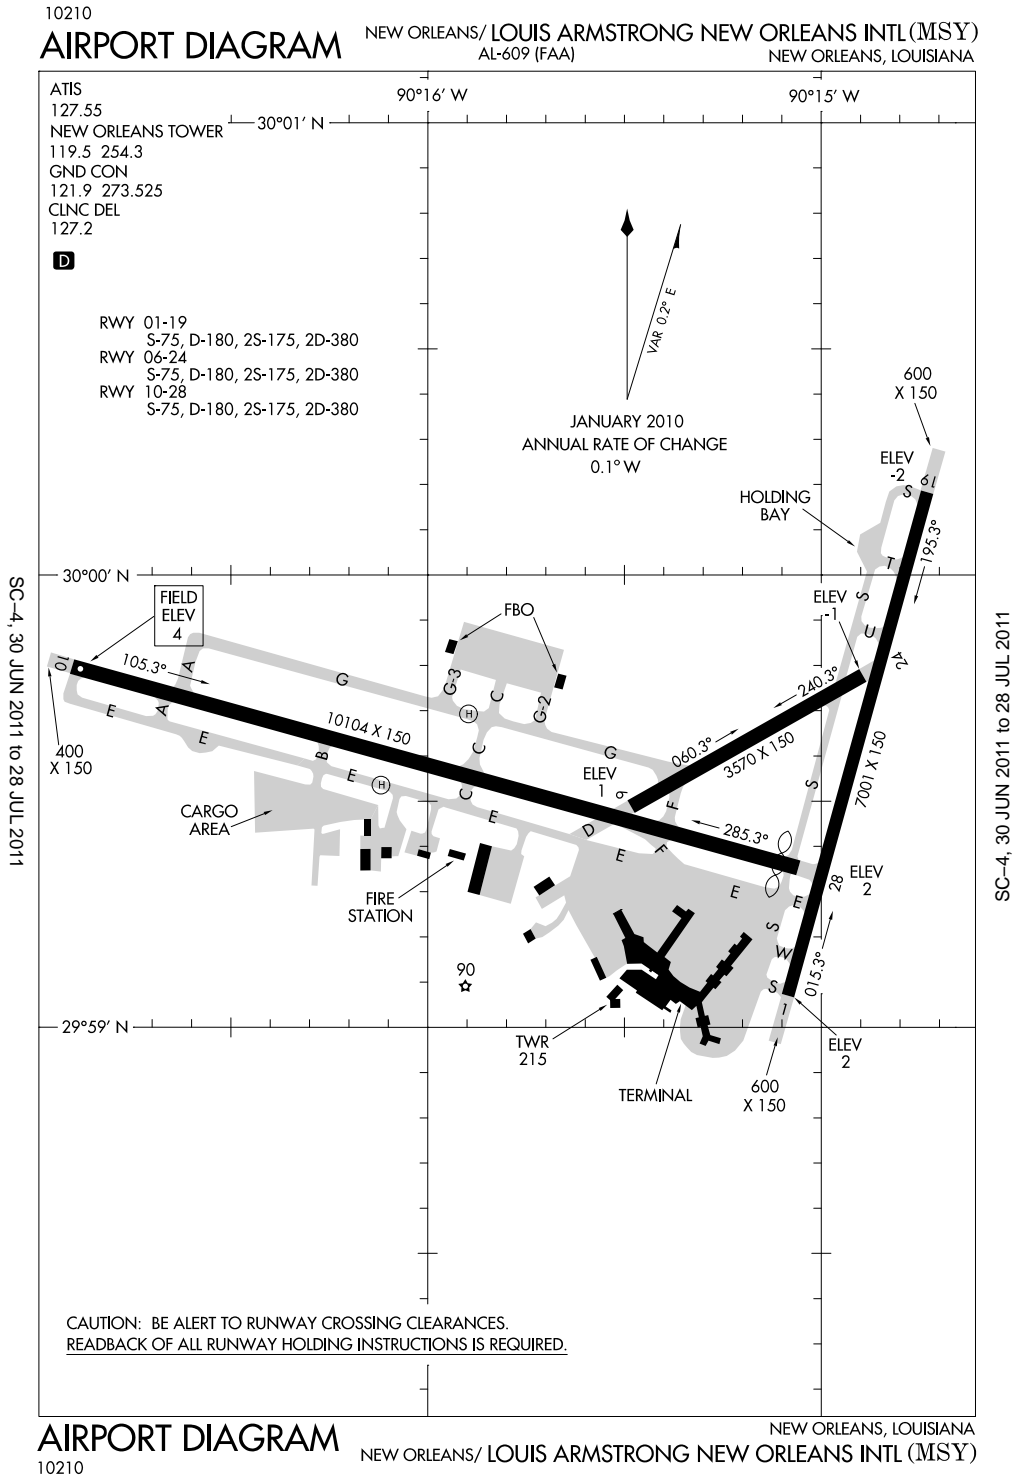 10210
AIRPORT DIAGRAM
NEW ORLEANS/ LOUIS ARMSTRONG NEW ORLEANS INTL (MSY)
AL-609 (FAA)
NEW ORLEANS, LOUISIANA
ATIS
127.55
NEW ORLEANS TOWER
119.5 254.3
GND CON
121.9 273.525
CLNC DEL
127.2
D
90°16' W
90°15' W
30°01' N
RWY 01-19
S-75, D-180, 2S-175, 2D-380
RWY 06-24
S-75, D-180, 2S-175, 2D-380
RWY 10-28
S-75, D-180, 2S-175, 2D-380
VAR 0.2° E
JANUARY 2010
ANNUAL RATE OF CHANGE
0.1° W
600
X 150
ELEV
-2
19
S
HOLDING
BAY
195.3°
T
30°00' N
FIELD
ELEV
4
FBO
ELEV
-1
S
U
24
10
105.3°
A
G
G-3
C
G-2
240.3°
E
A
10104 X 150
H
060.3°
3570 X 150
400
X 150
E
B
E
H
C
C
G
ELEV
1
6
F
S
7001 X 150
CARGO
AREA
E
D
E
F
285.3°
E
28
ELEV
2
E
FIRE
STATION
S
W
S
015.3°
1
90
29°59' N
TWR
215
TERMINAL
ELEV
2
600
X 150
SC-4, 30 JUN 2011 to 28 JUL 2011
SC-4, 30 JUN 2011 to 28 JUL 2011
CAUTION: BE ALERT TO RUNWAY CROSSING CLEARANCES.
READBACK OF ALL RUNWAY HOLDING INSTRUCTIONS IS REQUIRED.
AIRPORT DIAGRAM
10210
NEW ORLEANS, LOUISIANA
NEW ORLEANS/ LOUIS ARMSTRONG NEW ORLEANS INTL (MSY)